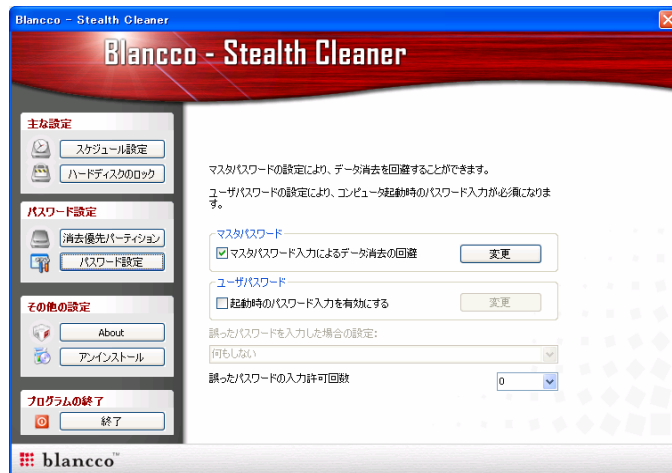 Blancco - Stealth Cleaner
Blancco - Stealth Cleaner
主な設定
スケジュール設定
ハードディスクのロック
パスワード設定
消去優先パーティション
パスワード設定
その他の設定
About
アンインストール
プログラムの終了
終了
マスタパスワードの設定により、データ消去を回避することができます。
ユーザパスワードの設定により、コンピュータ起動時のパスワード入力が必須になりま
す。
マスタパスワード
マスタパスワード入力によるデータ消去の回避
変更
ユーザパスワード
起動時のパスワード入力を有効にする
変更
誤ったパスワードを入力した場合の設定:
何もしない
誤ったパスワードの入力許可回数
0
blancco™